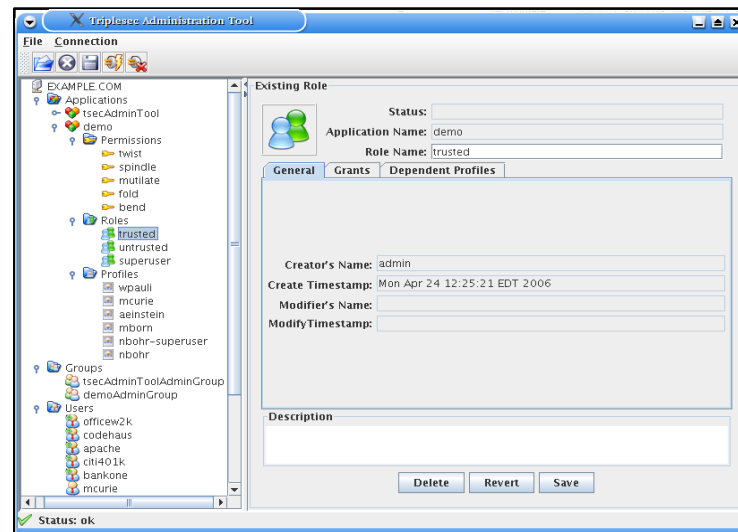 Triplesec Administration Tool
File Connection
EXAMPLE.COM
Applications
tsecAdminTool
demo
Permissions
twist
spindle
mutilate
fold
bend
Roles
trusted
untrusted
superuser
Profiles
wpauli
mcurie
aeinstein
mborn
nbohr-superuser
nbohr
Groups
tsecAdminToolAdminGroup
demoAdminGroup
Users
officew2k
codehaus
apache
citi401k
bankone
mcurie
Existing Role
Status:
Application Name: demo
Role Name: trusted
General Grants Dependent Profiles
Creator's Name: admin
Create Timestamp: Mon Apr 24 12:25:21 EDT 2006
Modifier's Name:
ModifyTimestamp:
Description
Delete Revert Save
Status: ok